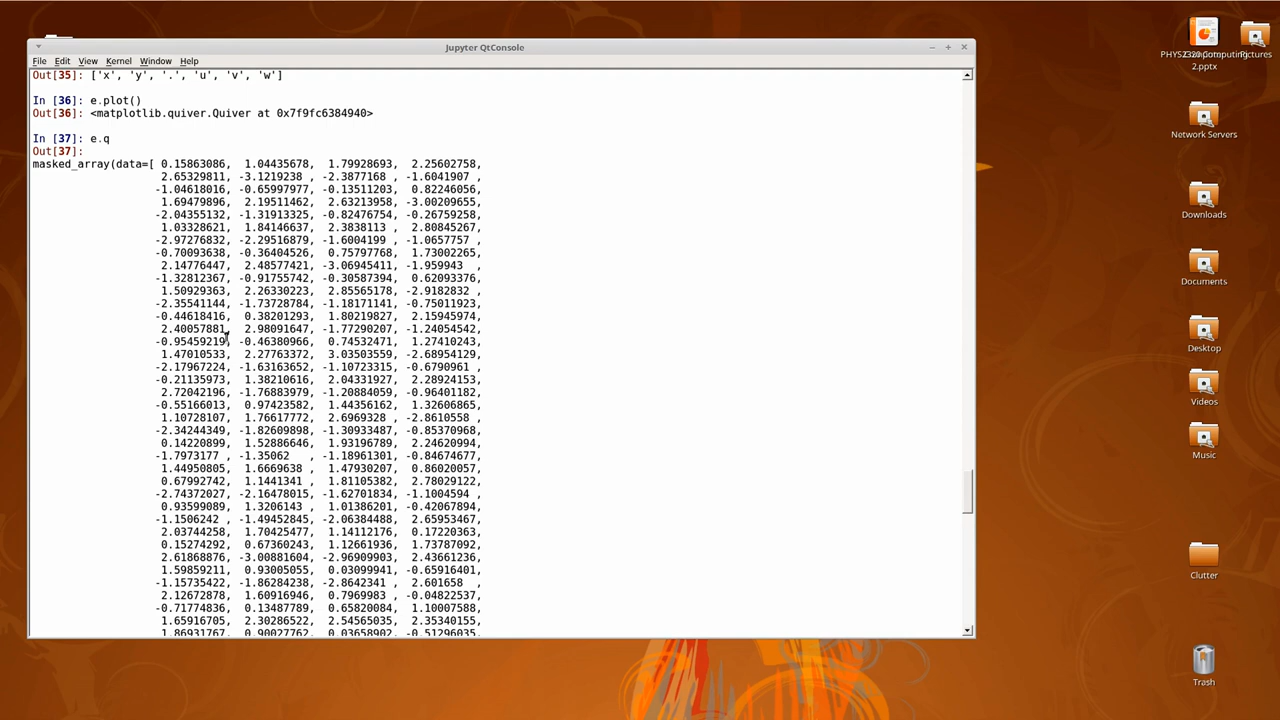 Jupyter QtConsole
File Edit View Kernel Window Help
Out[35]: ['x', 'y', '.', 'u', 'v', 'w']
In [36]: e.plot()
Out[36]: <matplotlib.quiver.Quiver at 0x7f9fc6384940>
In [37]: e.q
Out[37]:
masked_array(data=[ 0.15863086, 1.04435678, 1.79928693, 2.25602758,
2.65329811, -3.1219238 , -2.3877168 , -1.6041907 ,
-1.04618016, -0.65997977, -0.13511203, 0.82246056,
1.69479896, 2.19511462, 2.63213958, -3.00209655,
-2.04355132, -1.31913325, -0.82476754, -0.26759258,
1.03328621, 1.84146637, 2.3838113 , 2.80845267,
-2.97276832, -2.29516879, -1.6004199 , -1.0657757 ,
-0.70093638, -0.36404526, 0.75797768, 1.73002265,
2.14776447, 2.48577421, -3.06945411, -1.959943 ,
-1.32812367, -0.91755742, -0.30587394, 0.62093376,
1.50929363, 2.26330223, 2.85565178, -2.9182832 ,
-2.35541144, -1.73728784, -1.18171141, -0.75011923,
-0.44618416, 0.38201293, 1.80219827, 2.15945974,
2.40057881, 2.98091647, -1.77290207, -1.24054542,
-0.95459219, -0.46380966, 0.74532471, 1.27410243,
1.47010533, 2.27763372, 3.03503559, -2.68954129,
-2.17967224, -1.63163652, -1.10723315, -0.6790961 ,
-0.21135973, 1.38210616, 2.04331927, 2.28924153,
2.72042196, -1.76883979, -1.20884059, -0.96401182,
-0.55166013, 0.97423582, 1.44356162, 1.32606865,
1.10728107, 1.76617772, 2.6969328 , -2.8610558 ,
-2.34244349, -1.82609898, -1.30933487, -0.85370968,
0.14220899, 1.52886646, 1.93196789, 2.24620994,
-1.7973177 , -1.35062 , -1.18961301, -0.84674677,
1.44950805, 1.6669638 , 1.47930207, 0.86020057,
0.67992742, 1.1441341 , 1.81105382, 2.78029122,
-2.74372027, -2.16478015, -1.62701834, -1.1004594 ,
0.93599089, 1.3206143 , 1.01386201, -0.42067894,
-1.1506242 , -1.49452845, -2.06384488, 2.65953467,
2.03744258, 1.70425477, 1.14112176, 0.17220363,
0.15274292, 0.67360243, 1.12661936, 1.73787092,
2.61868876, -3.00881604, -2.96909903, 2.43661236,
1.59859211, 0.93005055, 0.03099941, -0.65916401,
-1.15735422, -1.86284238, -2.8642341 , 2.601658 ,
2.12672878, 1.60916946, 0.7969983 , -0.04822537,
-0.71774836, 0.13487789, 0.65820084, 1.10007588,
1.65916705, 2.30286522, 2.54565035, 2.35340155,
1.86931767, 0.90027762, 0.03658902, -0.51296035,
Pictures
2.pptx
Network Servers
Downloads
Documents
Desktop
Videos
Music
Clutter
Trash